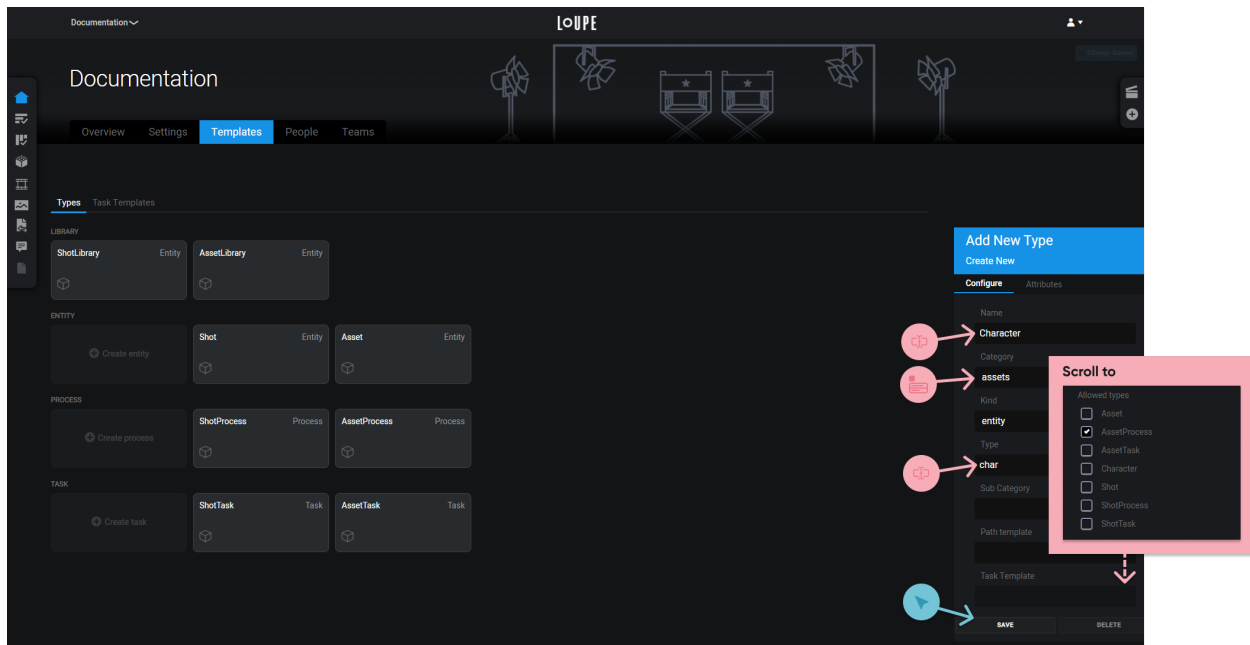 Documentation
LOUPE
Change Banner
Documentation
Overview Settings Templates People Teams
Types Task Templates
LIBRARY
ShotLibrary Entity AssetLibrary Entity
ENTITY
Create entity Shot Entity Asset Entity
PROCESS
Create process ShotProcess Process AssetProcess Process
TASK
Create task ShotTask Task AssetTask Task
Add New Type
Create New
Configure Attributes
Name
Character
Category
assets
Kind
entity
Type
char
Sub Category
Path template
Task Template
SAVE DELETE
Scroll to
Allowed types
Asset
AssetProcess
AssetTask
Character
Shot
ShotProcess
ShotTask